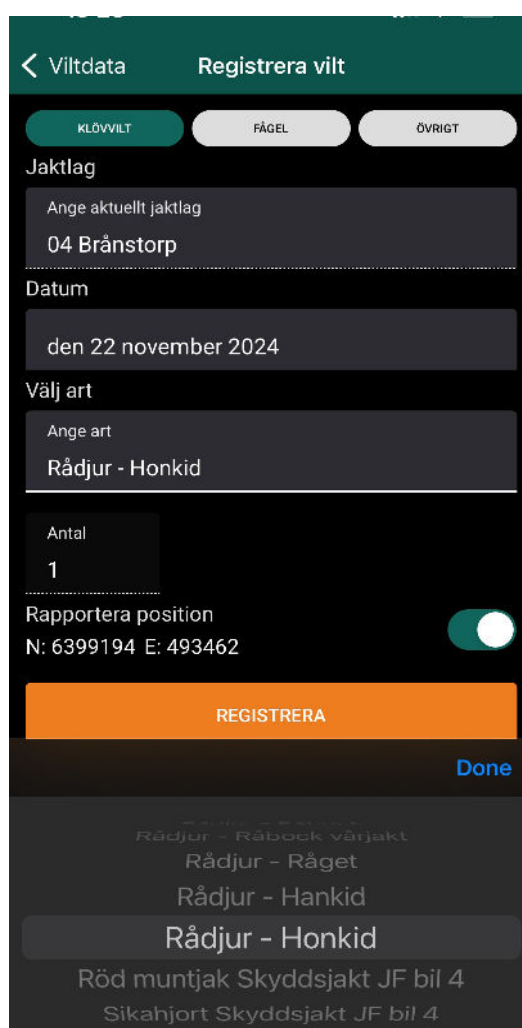 Viltdata Registrera vilt
KLÖVVILT FÅGEL ÖVRIGT
Jaktlag
Ange aktuellt jaktlag
04 Brånstorp
Datum
den 22 november 2024
Välj art
Ange art
Rådjur - Honkid
Antal
1
Rapportera position
N: 6399194 E: 493462
REGISTRERA
Done
Rådjur - Råbock vårjakt
Rådjur - Råget
Rådjur - Hankid
Rådjur - Honkid
Röd muntjak Skyddsjakt JF bil 4
Sikahjort Skyddsjakt JF bil 4